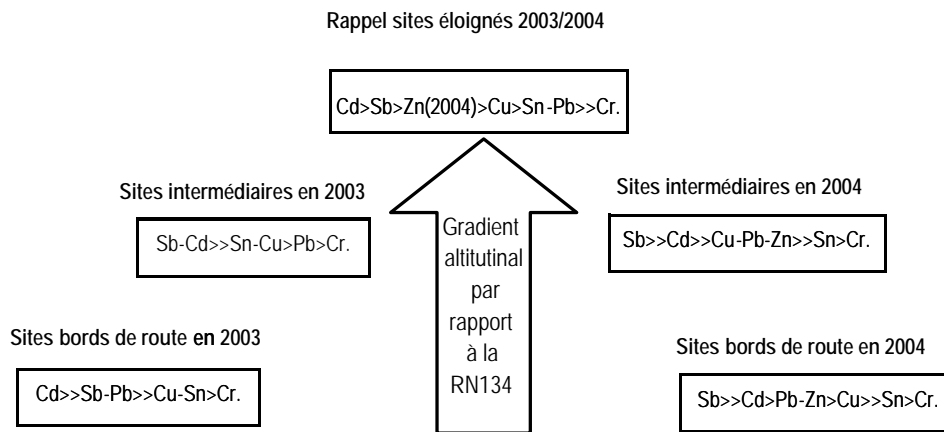 Rappel sites éloignés 2003/2004
Cd>Sb>Zn(2004)>Cu>Sn-Pb>>Cr.
Sites intermédiaires en 2003
Sb-Cd>>Sn-Cu>Pb>Cr.
Sites intermédiaires en 2004
Sb>>Cd>>Cu-Pb-Zn>>Sn>Cr.
Gradient
altitutinal
par
rapport
à la
RN134
Sites bords de route en 2003
Cd>>Sb-Pb>>Cu-Sn>Cr.
Sites bords de route en 2004
Sb>>Cd>Pb-Zn>Cu>>Sn>Cr.